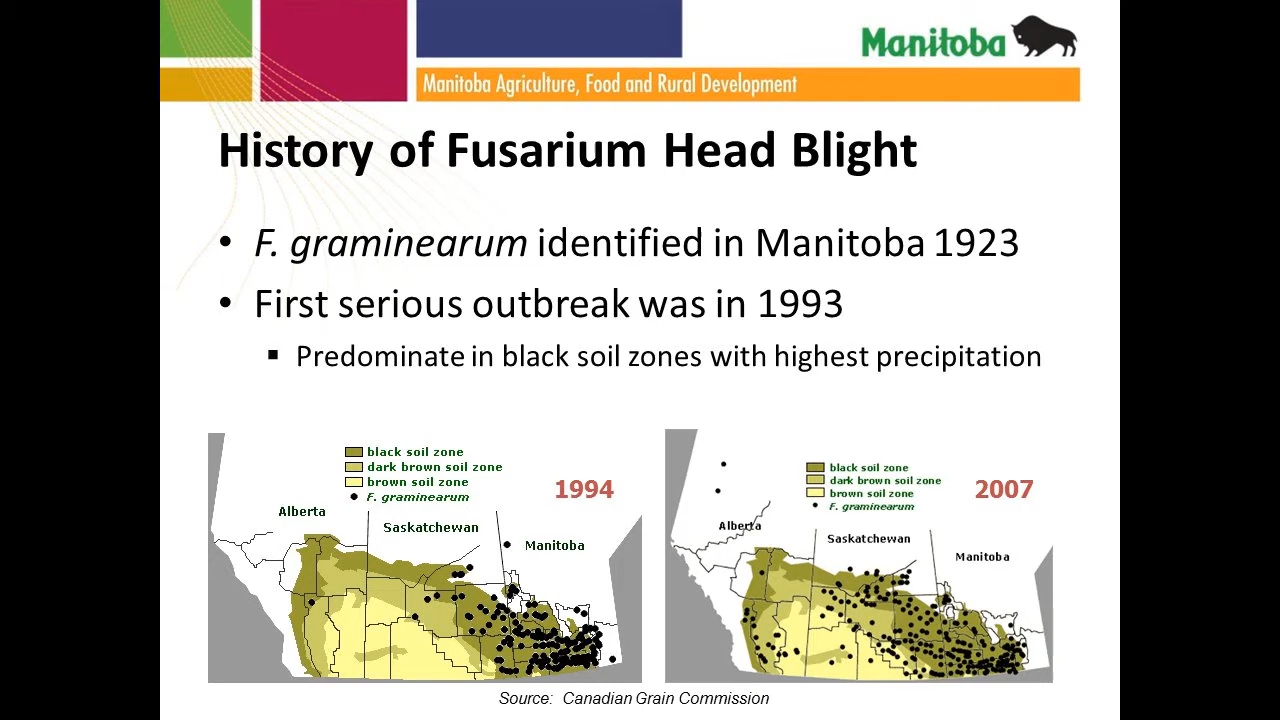 Manitoba
Manitoba Agriculture, Food and Rural Development
History of Fusarium Head Blight
• F. graminearum identified in Manitoba 1923
• First serious outbreak was in 1993
▪ Predominate in black soil zones with highest precipitation
black soil zone
dark brown soil zone
brown soil zone
F. graminearum
1994
Alberta
Saskatchewan
Manitoba
black soil zone
dark brown soil zone
brown soil zone
F. graminearum
2007
Alberta
Saskatchewan
Manitoba
Source: Canadian Grain Commission